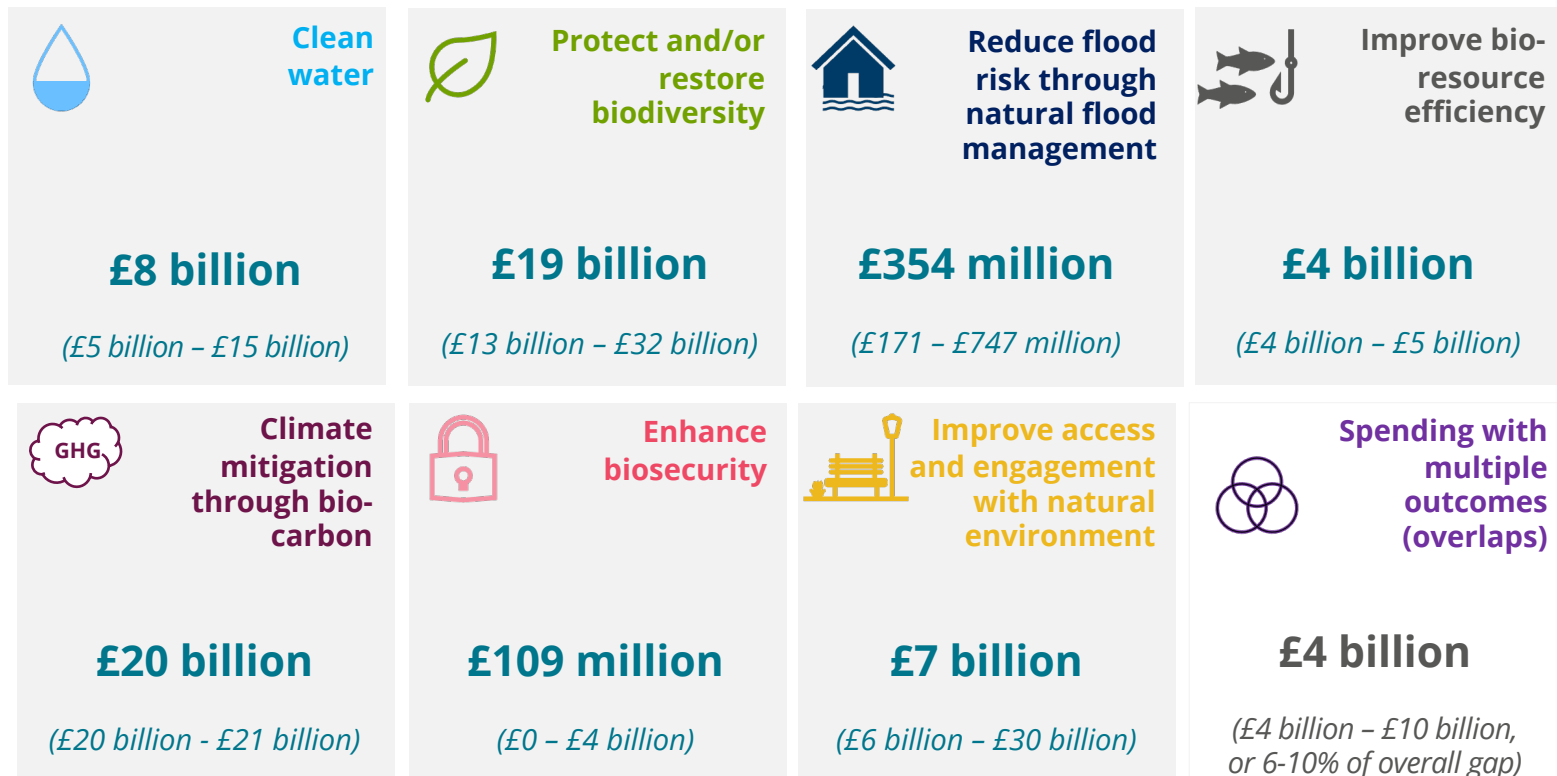 Clean
water
£8 billion
(£5 billion – £15 billion)
Protect and/or
restore
biodiversity
£19 billion
(£13 billion – £32 billion)
Reduce flood
risk through
natural flood
management
£354 million
(£171 – £747 million)
Improve bio-
resource
efficiency
£4 billion
(£4 billion – £5 billion)
GHG
Climate
mitigation
through bio-
carbon
£20 billion
(£20 billion - £21 billion)
Enhance
biosecurity
£109 million
(£0 – £4 billion)
Improve access
and engagement
with natural
environment
£7 billion
(£6 billion – £30 billion)
Spending with
multiple
outcomes
(overlaps)
£4 billion
(£4 billion – £10 billion,
or 6-10% of overall gap)